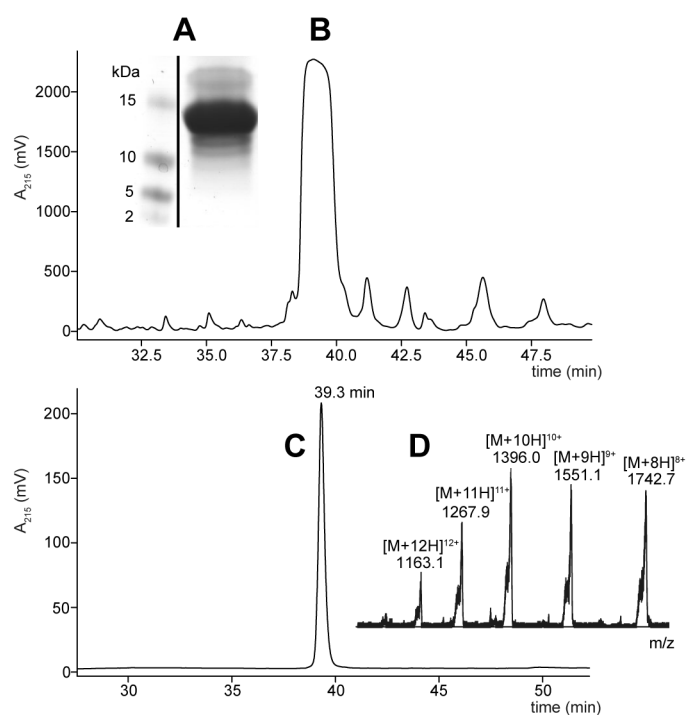 A
B
kDa
15
10
5
2
A215 (mV)
2000
1500
1000
500
0
32.5 35.0 37.5 40.0 42.5 45.0 47.5
time (min)
39.3 min
C
D
[M+10H]10+
1396.0
[M+9H]9+
1551.1
[M+8H]8+
1742.7
[M+11H]11+
1267.9
[M+12H]12+
1163.1
m/z
A215 (mV)
200
150
100
50
0
30 35 40 45 50
time (min)